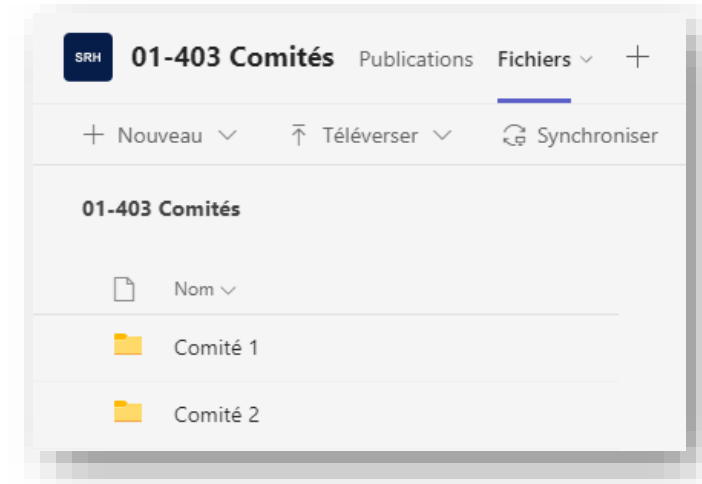 SRH 01-403 Comités Publications Fichiers
Nouveau Téléverser Synchroniser
01-403 Comités
Nom
Comité 1
Comité 2